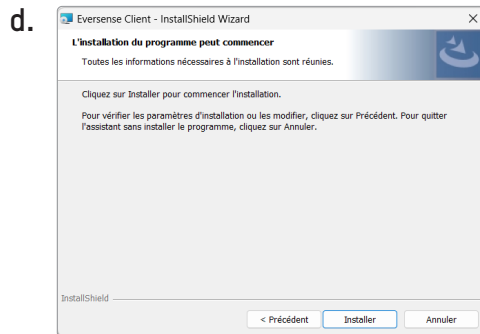 d.
Eversense Client - InstallShield Wizard
L'installation du programme peut commencer
Toutes les informations nécessaires à l'installation sont réunies.
Cliquez sur Installer pour commencer l'installation.
Pour vérifier les paramètres d'installation ou les modifier, cliquez sur Précédent. Pour quitter
l'assistant sans installer le programme, cliquez sur Annuler.
InstallShield
< Précédent Installer Annuler